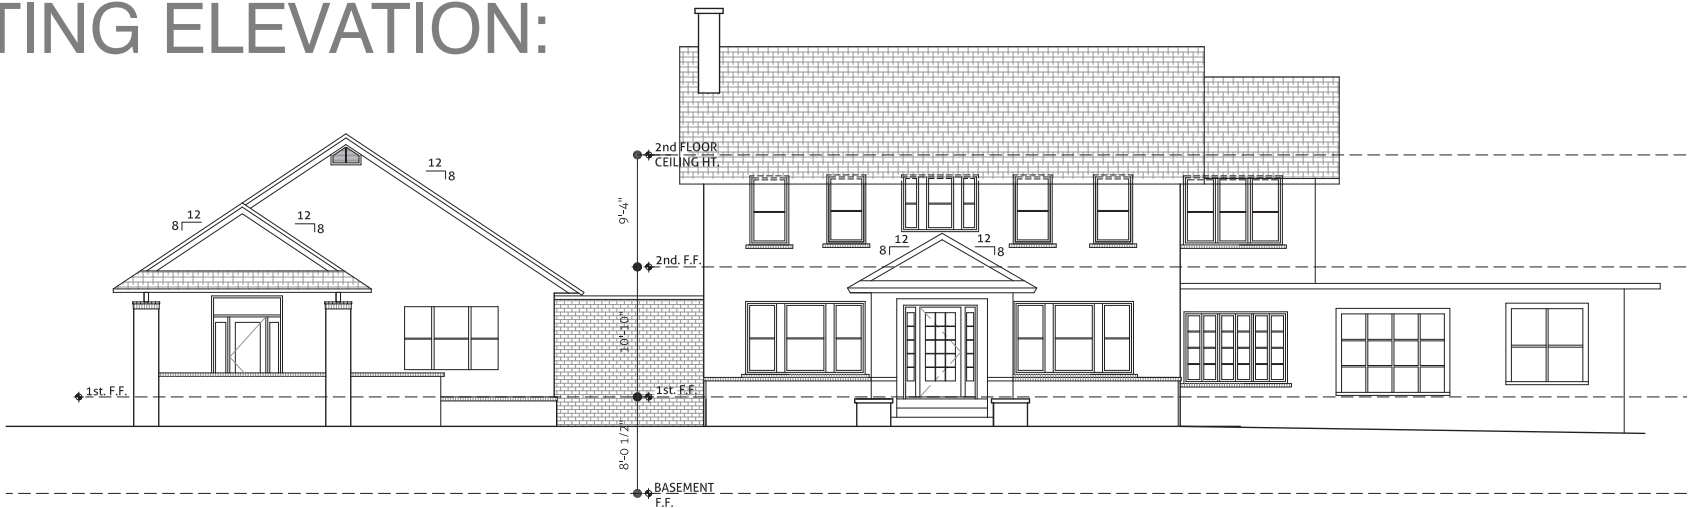 TING ELEVATION:
2nd FLOOR
CEILING HT.
12
8
9'-4"
12
8
12
8
12
8
12
8
2nd. F.F.
10'-10"
1st. F.F.
1st. F.F.
8'-0 1/2"
BASEMENT
F.F.